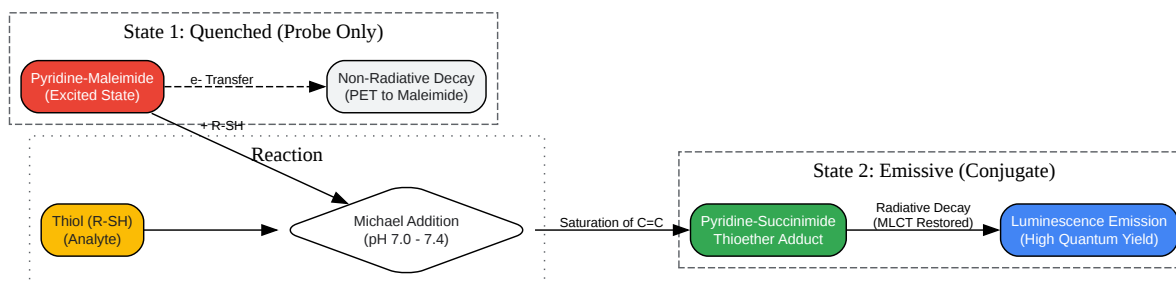 State 1: Quenched (Probe Only)
Pyridine-Maleimide
(Excited State)
e- Transfer
Non-Radiative Decay
(PET to Maleimide)
+ R-SH
Reaction
Thiol (R-SH)
(Analyte)
Michael Addition
(pH 7.0 - 7.4)
Saturation of C=C
State 2: Emissive (Conjugate)
Pyridine-Succinimide
Thioether Adduct
Radiative Decay
(MLCT Restored)
Luminescence Emission
(High Quantum Yield)